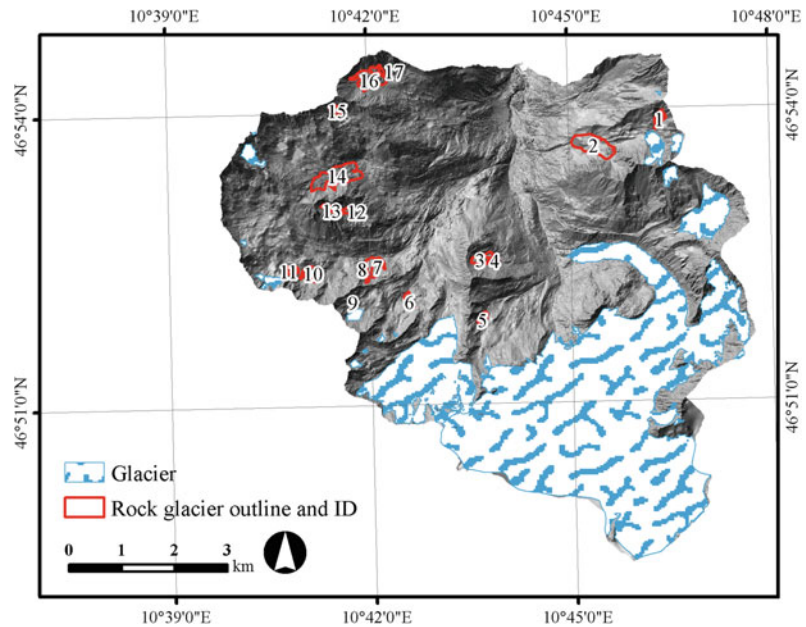 10°39'0"E 10°42'0"E 10°45'0"E 10°48'0"E
46°54'0"N
46°54'0"N
17
16
15
1
2
14
13 12
3 4
8 7
11 10
9
6
5
46°51'0"N
46°51'0"N
Glacier
Rock glacier outline and ID
0 1 2 3
km
10°39'0"E 10°42'0"E 10°45'0"E